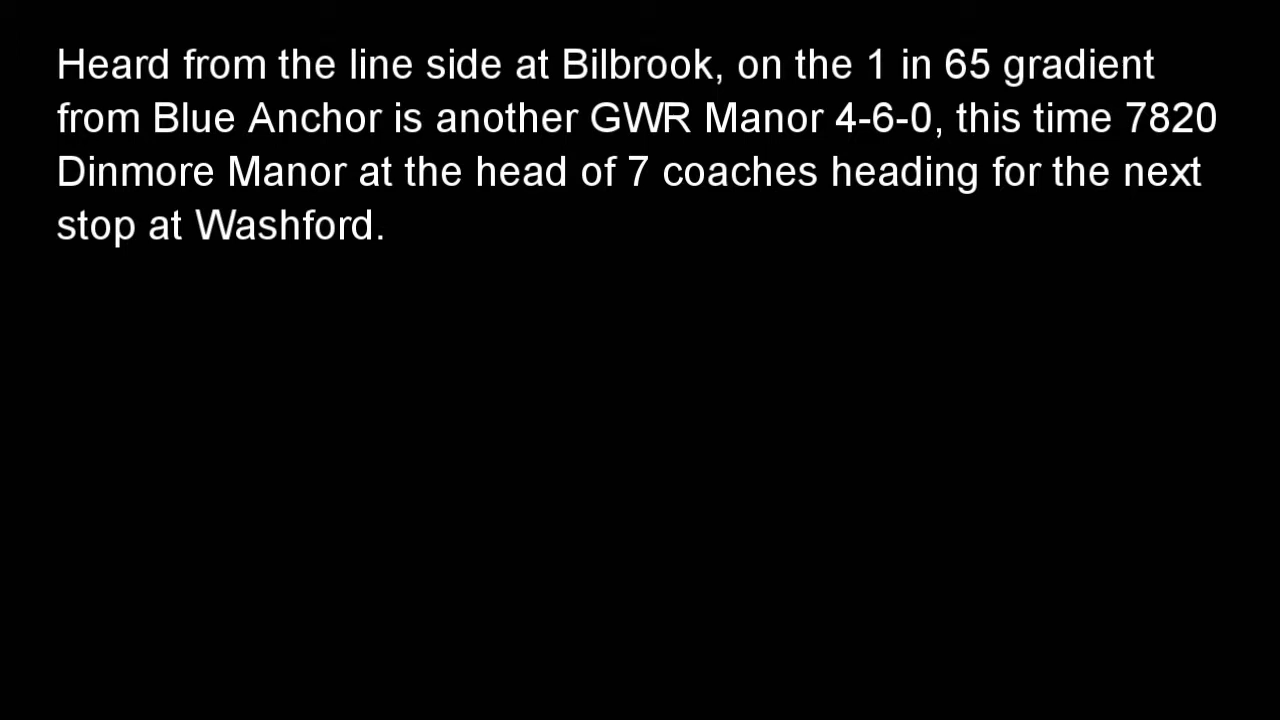 Heard from the line side at Bilbrook, on the 1 in 65 gradient
from Blue Anchor is another GWR Manor 4-6-0, this time 7820
Dinmore Manor at the head of 7 coaches heading for the next
stop at Washford.